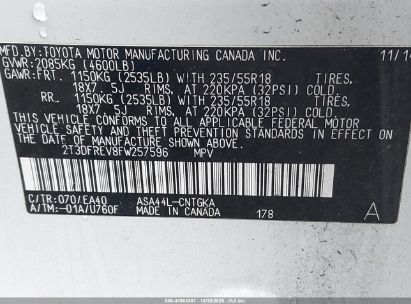 MFD.BY:TOYOTA MOTOR MANUFACTURING CANADA INC. 11/1
GVWR:2085KG (4600LB)
GAWR:FRT. 1150KG (2535LB) WITH 235/55R18 TIRES,
18X7.5J RIMS, AT 220KPA (32PSI) COLD
RR. 1150KG (2535LB) WITH 235/55R18 TIRES,
18X7.5J RIMS, AT 220KPA (32PSI) COLD.
THIS VEHICLE CONFORMS TO ALL APPLICABLE FEDERAL MOTOR
VEHICLE SAFETY, AND THEFT PREVENTION STANDARDS IN
EFFECT ON THE DATE OF MANUFACTURE SHOWN ABOVE.
2T3DFREV8FW257596 MPV
C/TR:070/EA40 ASA44L-CNTGKA
A/TM:-01A/U760F MADE IN CANADA 178 A